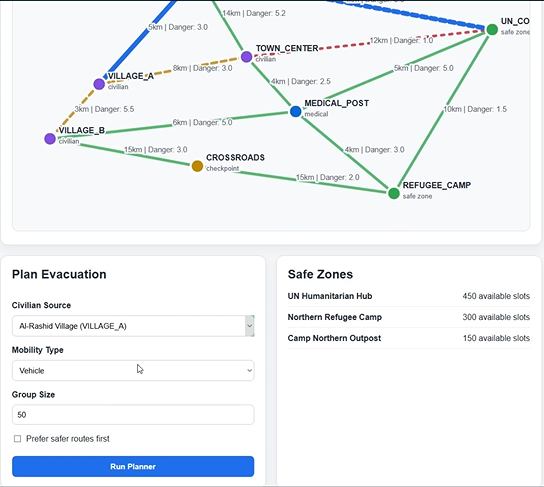 14km | Danger: 5.2
UN_CO
safe zone
5km | Danger: 3.0
TOWN_CENTER
civilian
12km | Danger: 1.0
8km | Danger: 3.0
5km | Danger: 5.0
VILLAGE_A
civilian
4km | Danger: 2.5
3km | Danger: 5.5
MEDICAL_POST
medical
10km | Danger: 1.5
6km | Danger: 5.0
VILLAGE_B
civilian
15km | Danger: 3.0
4km | Danger: 3.0
CROSSROADS
checkpoint
15km | Danger: 2.0
REFUGEE_CAMP
safe zone
Plan Evacuation
Civilian Source
Al-Rashid Village (VILLAGE_A)
Mobility Type
Vehicle
Group Size
50
Prefer safer routes first
Run Planner
Safe Zones
UN Humanitarian Hub 450 available slots
Northern Refugee Camp 300 available slots
Camp Northern Outpost 150 available slots